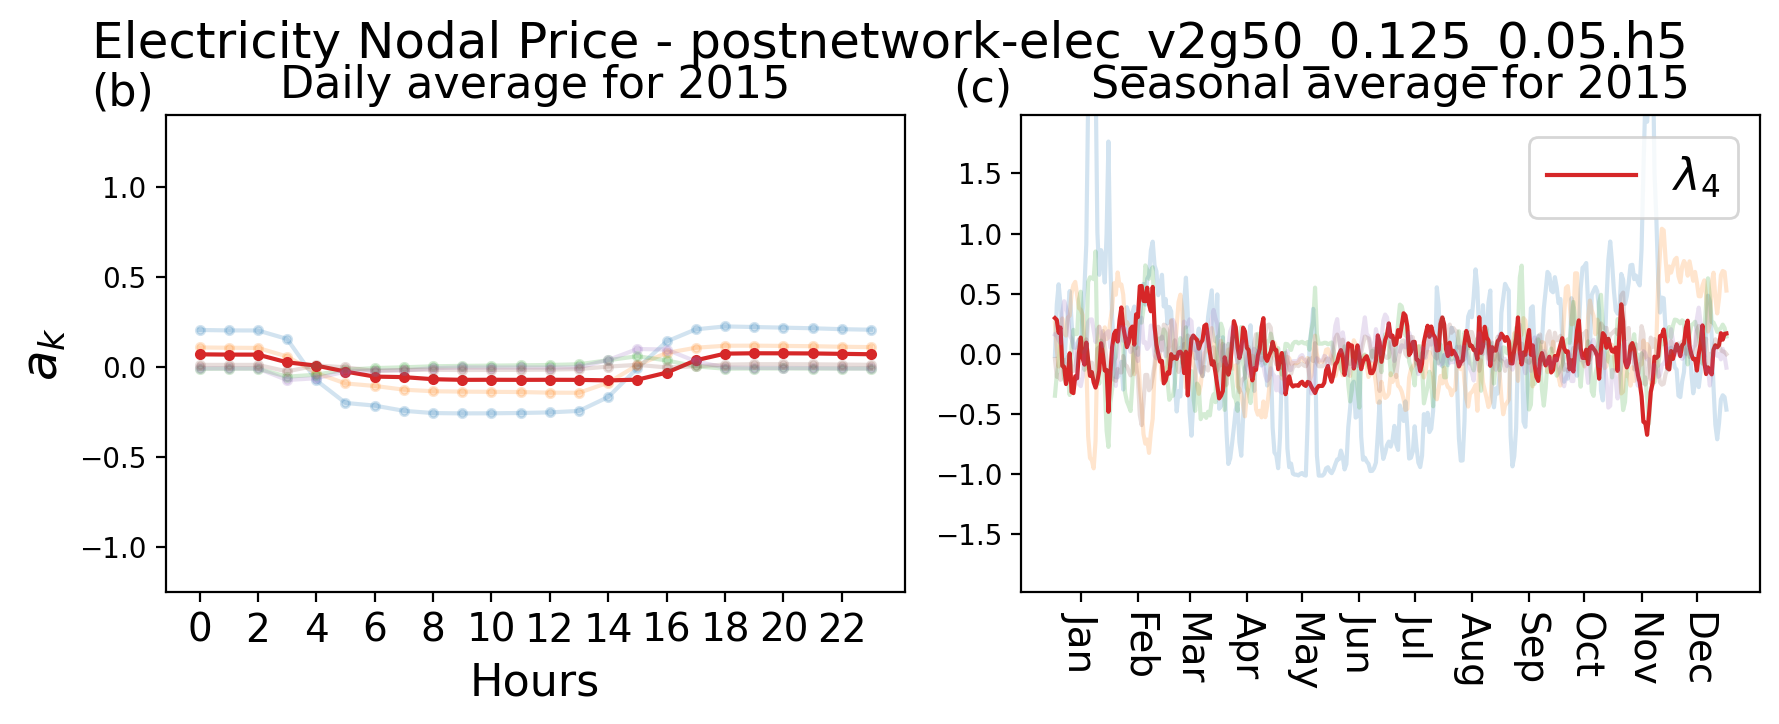 Electricity Nodal Price - postnetwork-elec_v2g50_0.125_0.05.h5
(b) Daily average for 2015
(c) Seasonal average for 2015
a_k
1.0
0.5
0.0
−0.5
−1.0
0 2 4 6 8 10 12 14 16 18 20 22
Hours
λ_4
1.5
1.0
0.5
0.0
−0.5
−1.0
−1.5
Jan Feb Mar Apr May Jun Jul Aug Sep Oct Nov Dec